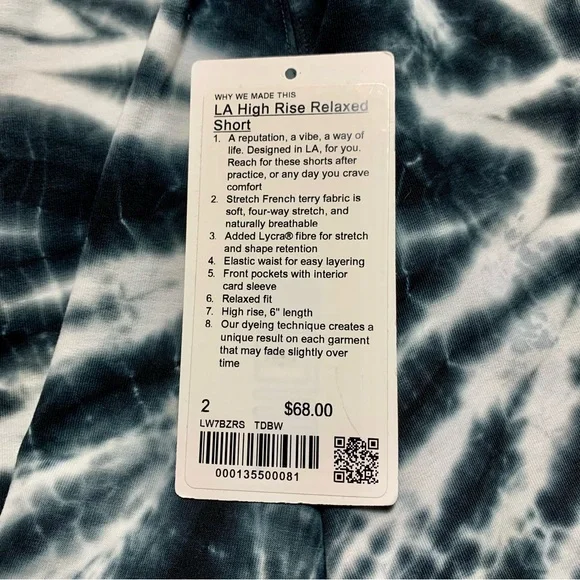 WHY WE MADE THIS
LA High Rise Relaxed
Short
1. A reputation, a vibe, a way of
life. Designed in LA, for you.
Reach for these shorts after
practice, or any day you crave
comfort
2. Stretch French terry fabric is
soft, four-way stretch, and
naturally breathable
3. Added Lycra® fibre for stretch
and shape retention
4. Elastic waist for easy layering
5. Front pockets with interior
card sleeve
6. Relaxed fit
7. High rise, 6" length
8. Our dyeing technique creates a
unique result on each garment
that may fade slightly over
time
2 $68.00
LW7BZRS TDBW
000135500081